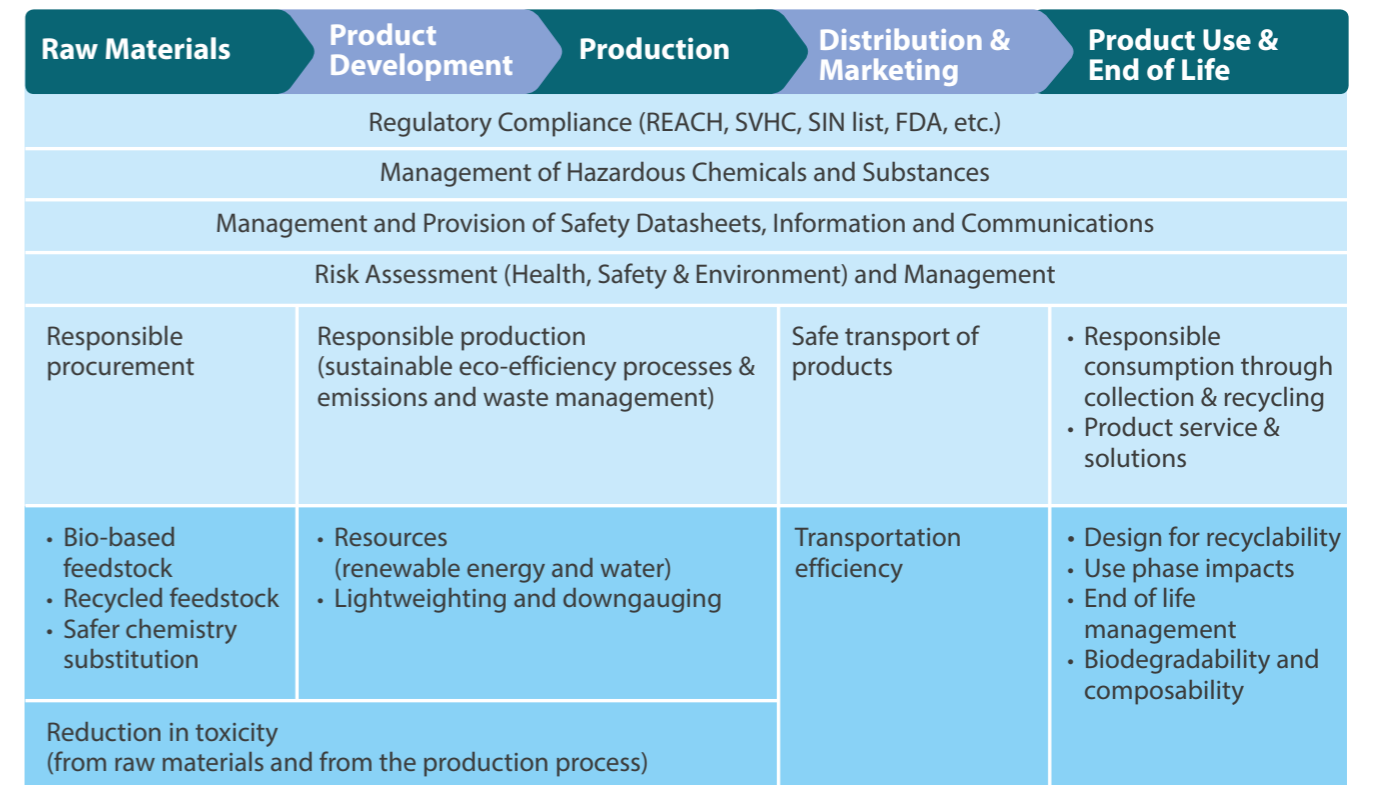 Raw Materials
Product
Development
Production
Distribution &
Marketing
Product Use &
End of Life
Regulatory Compliance (REACH, SVHC, SIN list, FDA, etc.)
Management of Hazardous Chemicals and Substances
Management and Provision of Safety Datasheets, Information and Communications
Risk Assessment (Health, Safety & Environment) and Management
Responsible
procurement
Responsible production
(sustainable eco-efficiency processes &
emissions and waste management)
Safe transport of
products
• Responsible
consumption through
collection & recycling
• Product service &
solutions
• Bio-based
feedstock
• Recycled feedstock
• Safer chemistry
substitution
• Resources
(renewable energy and water)
• Lightweighting and downgauging
Transportation
efficiency
• Design for recyclability
• Use phase impacts
• End of life
management
• Biodegradability and
composability
Reduction in toxicity
(from raw materials and from the production process)